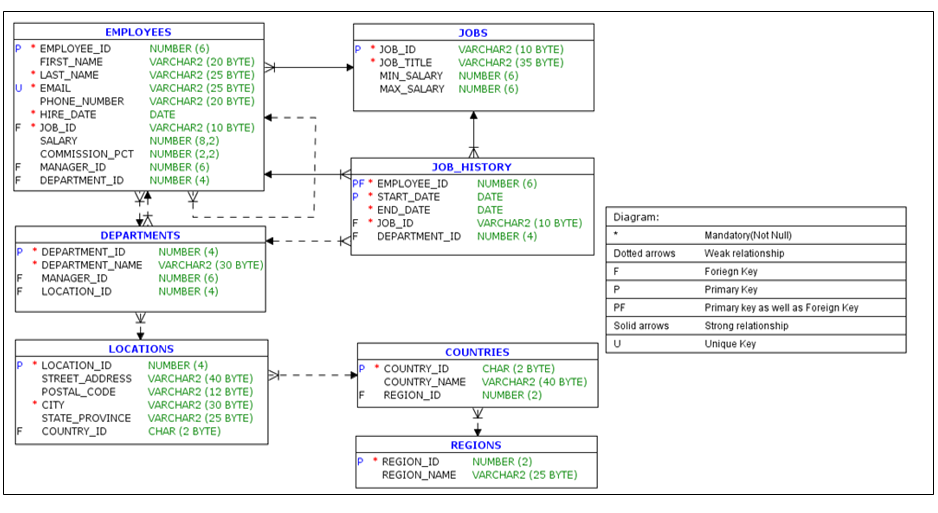 EMPLOYEES
P * EMPLOYEE_ID NUMBER (6)
FIRST_NAME VARCHAR2 (20 BYTE)
* LAST_NAME VARCHAR2 (25 BYTE)
U * EMAIL VARCHAR2 (25 BYTE)
PHONE_NUMBER VARCHAR2 (20 BYTE)
* HIRE_DATE DATE
F * JOB_ID VARCHAR2 (10 BYTE)
SALARY NUMBER (8,2)
COMMISSION_PCT NUMBER (2,2)
F MANAGER_ID NUMBER (6)
F DEPARTMENT_ID NUMBER (4)
JOBS
P * JOB_ID VARCHAR2 (10 BYTE)
* JOB_TITLE VARCHAR2 (35 BYTE)
MIN_SALARY NUMBER (6)
MAX_SALARY NUMBER (6)
JOB_HISTORY
PF * EMPLOYEE_ID NUMBER (6)
P * START_DATE DATE
* END_DATE DATE
F * JOB_ID VARCHAR2 (10 BYTE)
F DEPARTMENT_ID NUMBER (4)
DEPARTMENTS
P * DEPARTMENT_ID NUMBER (4)
* DEPARTMENT_NAME VARCHAR2 (30 BYTE)
F MANAGER_ID NUMBER (6)
F LOCATION_ID NUMBER (4)
LOCATIONS
P * LOCATION_ID NUMBER (4)
STREET_ADDRESS VARCHAR2 (40 BYTE)
POSTAL_CODE VARCHAR2 (12 BYTE)
* CITY VARCHAR2 (30 BYTE)
STATE_PROVINCE VARCHAR2 (25 BYTE)
F COUNTRY_ID CHAR (2 BYTE)
COUNTRIES
P * COUNTRY_ID CHAR (2 BYTE)
COUNTRY_NAME VARCHAR2 (40 BYTE)
F REGION_ID NUMBER (2)
REGIONS
P * REGION_ID NUMBER (2)
REGION_NAME VARCHAR2 (25 BYTE)
Diagram:
* Mandatory(Not Null)
Dotted arrows Weak relationship
F Foriegn Key
P Primary Key
PF Primary key as well as Foreign Key
Solid arrows Strong relationship
U Unique Key